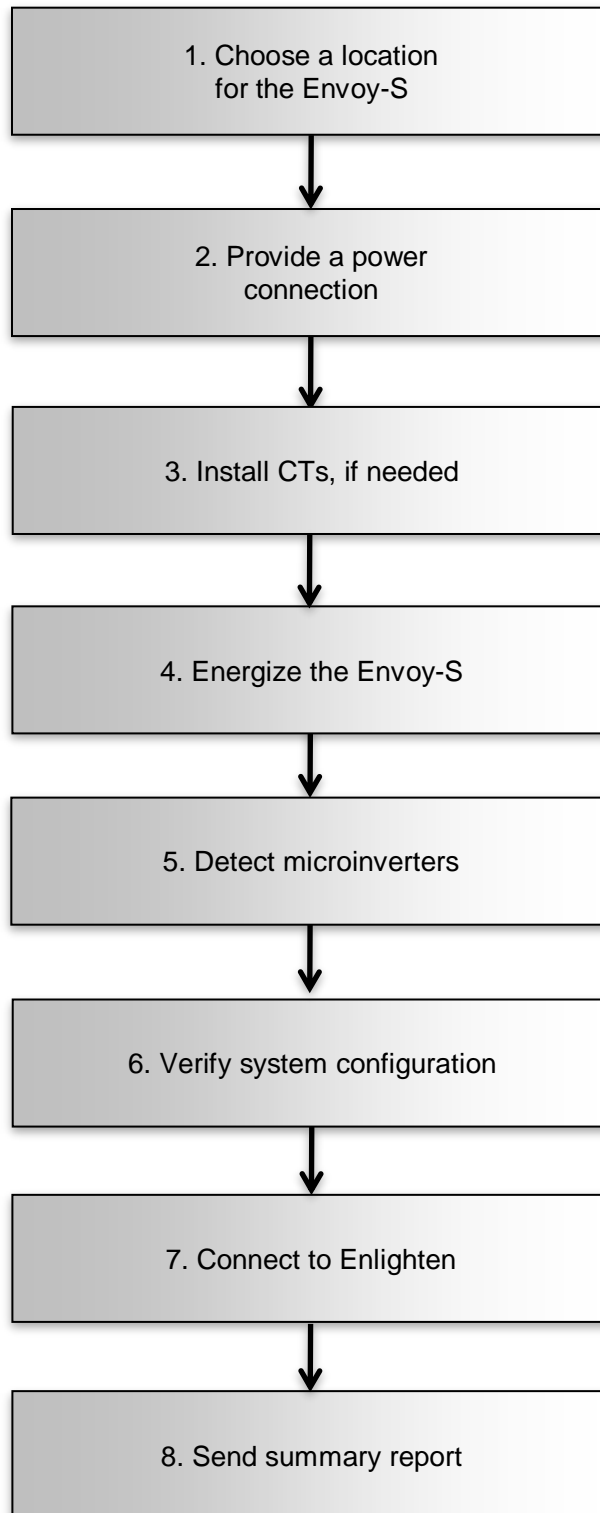 1. Choose a location
for the Envoy-S
2. Provide a power
connection
3. Install CTs, if needed
4. Energize the Envoy-S
5. Detect microinverters
6. Verify system configuration
7. Connect to Enlighten
8. Send summary report